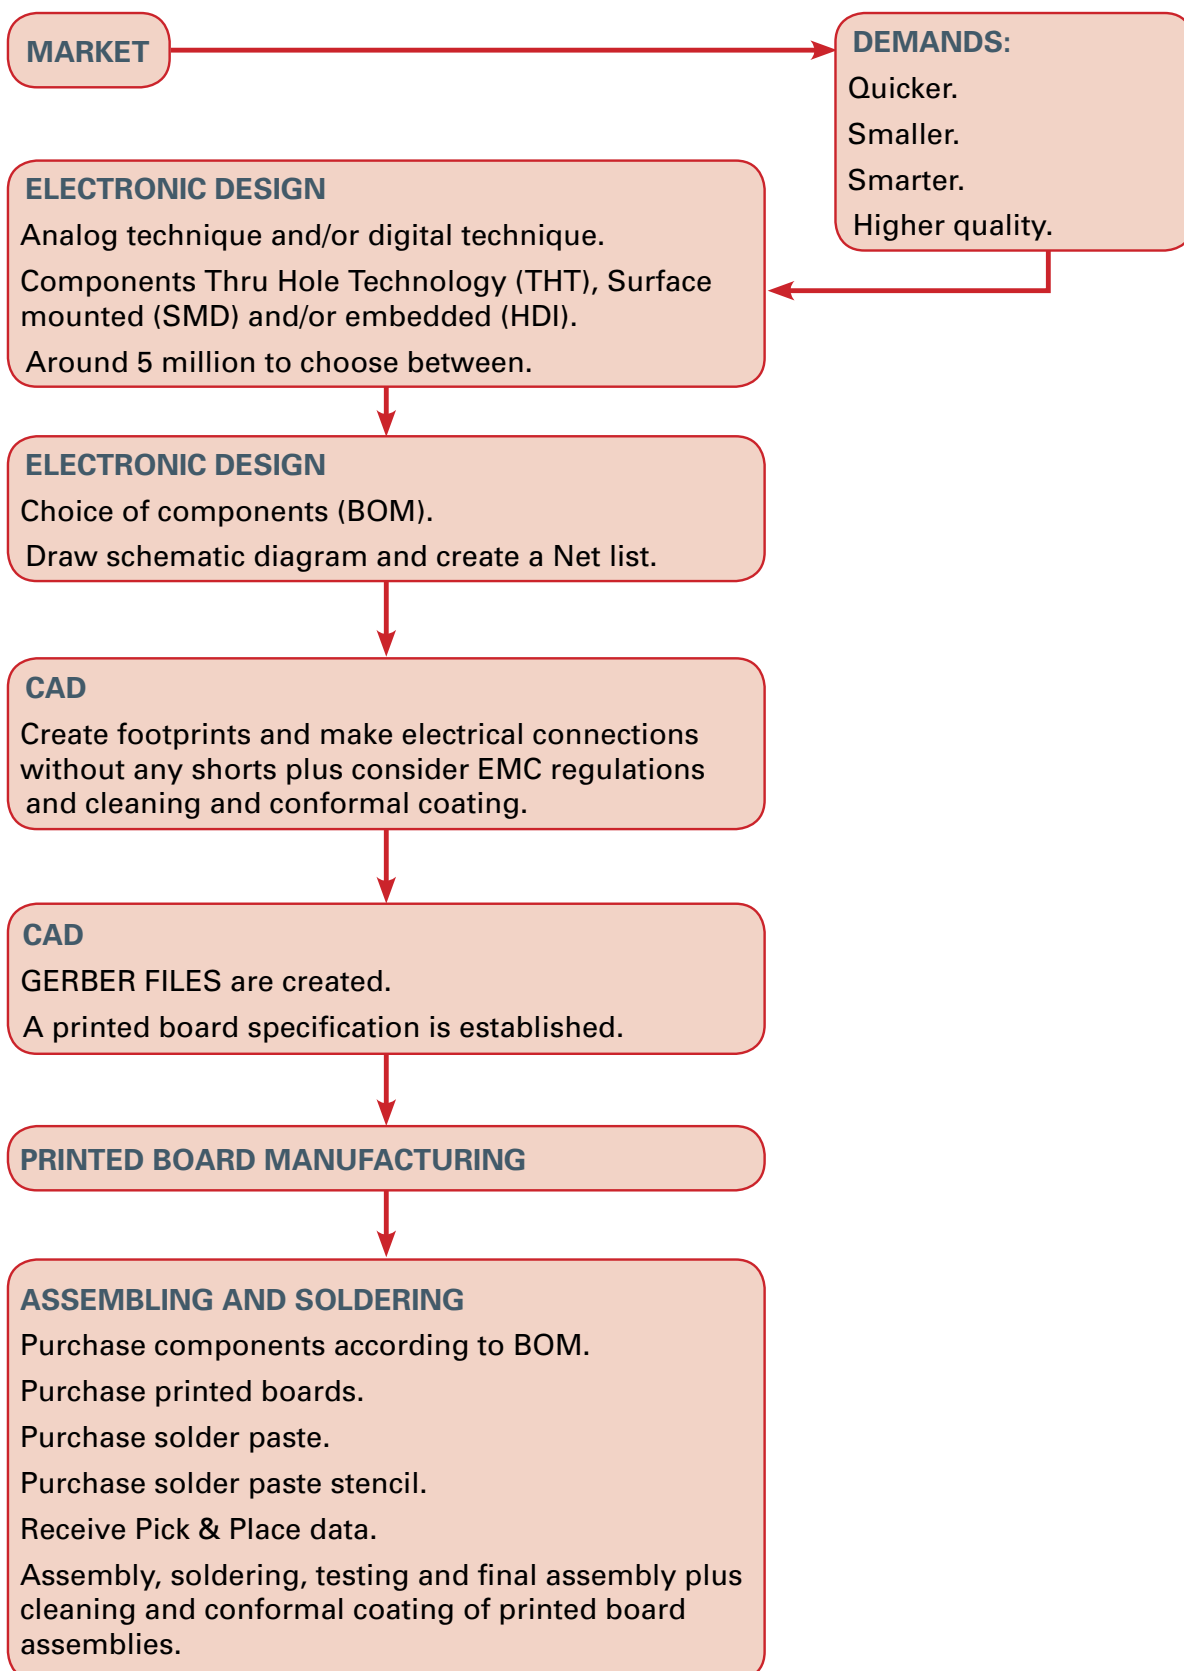 MARKET
DEMANDS:
Quicker.
Smaller.
Smarter.
Higher quality.
ELECTRONIC DESIGN
Analog technique and/or digital technique.
Components Thru Hole Technology (THT), Surface
mounted (SMD) and/or embedded (HDI).
Around 5 million to choose between.
ELECTRONIC DESIGN
Choice of components (BOM).
Draw schematic diagram and create a Net list.
CAD
Create footprints and make electrical connections
without any shorts plus consider EMC regulations
and cleaning and conformal coating.
CAD
GERBER FILES are created.
A printed board specification is established.
PRINTED BOARD MANUFACTURING
ASSEMBLING AND SOLDERING
Purchase components according to BOM.
Purchase printed boards.
Purchase solder paste.
Purchase solder paste stencil.
Receive Pick & Place data.
Assembly, soldering, testing and final assembly plus
cleaning and conformal coating of printed board
assemblies.